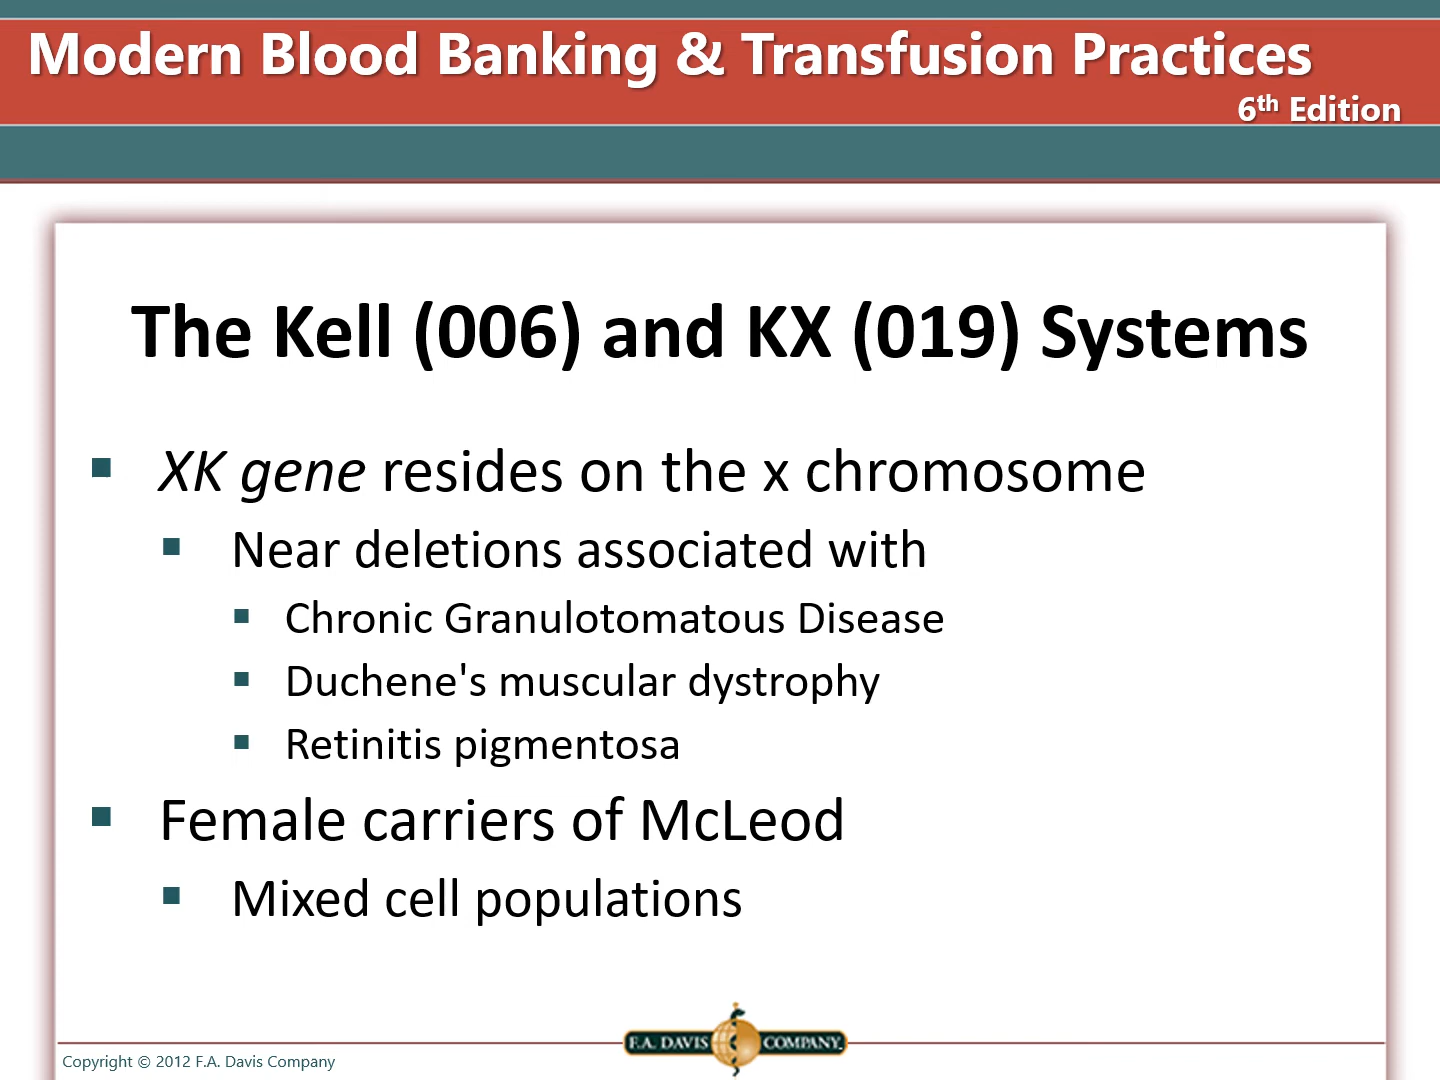 Modern Blood Banking & Transfusion Practices
6th Edition
The Kell (006) and KX (019) Systems
XK gene resides on the x chromosome
Near deletions associated with
Chronic Granulotomatous Disease
Duchene's muscular dystrophy
Retinitis pigmentosa
Female carriers of McLeod
Mixed cell populations
F.A. DAVIS COMPANY
Copyright © 2012 F.A. Davis Company